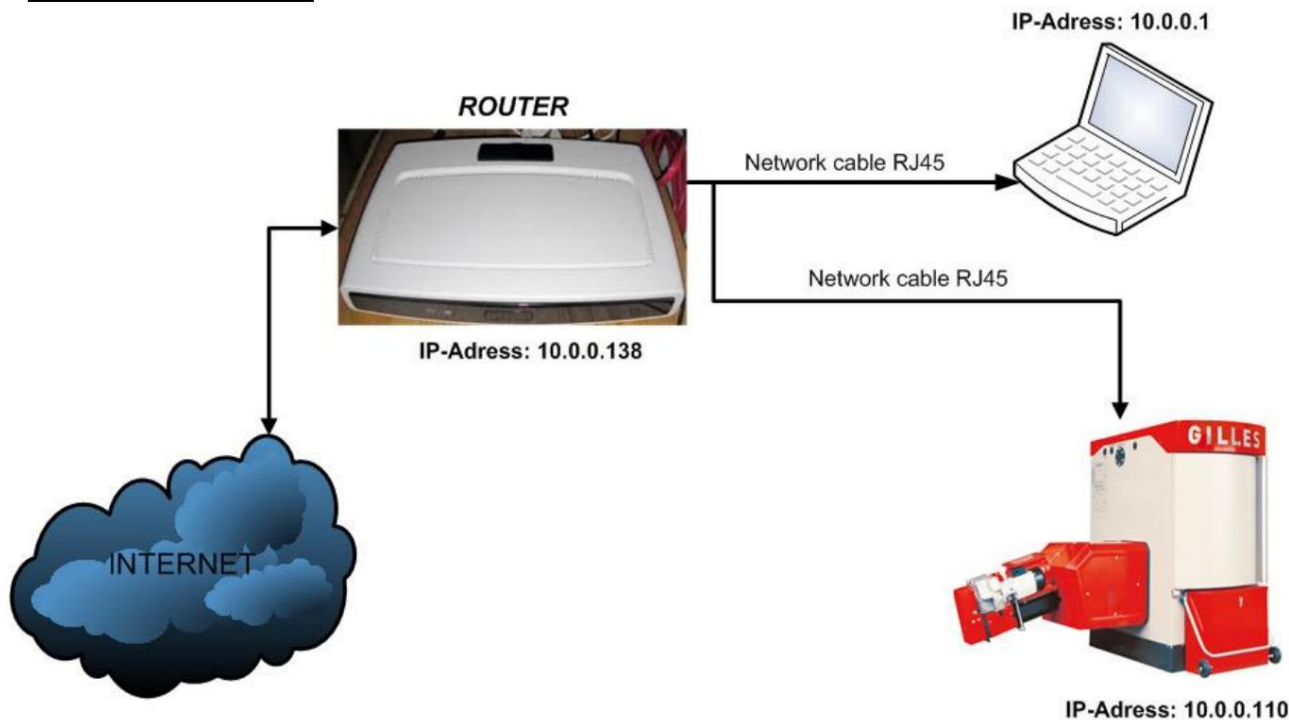 IP-Adress: 10.0.0.1
ROUTER
Network cable RJ45
Network cable RJ45
IP-Adress: 10.0.0.138
GILLES
INTERNET
IP-Adress: 10.0.0.110